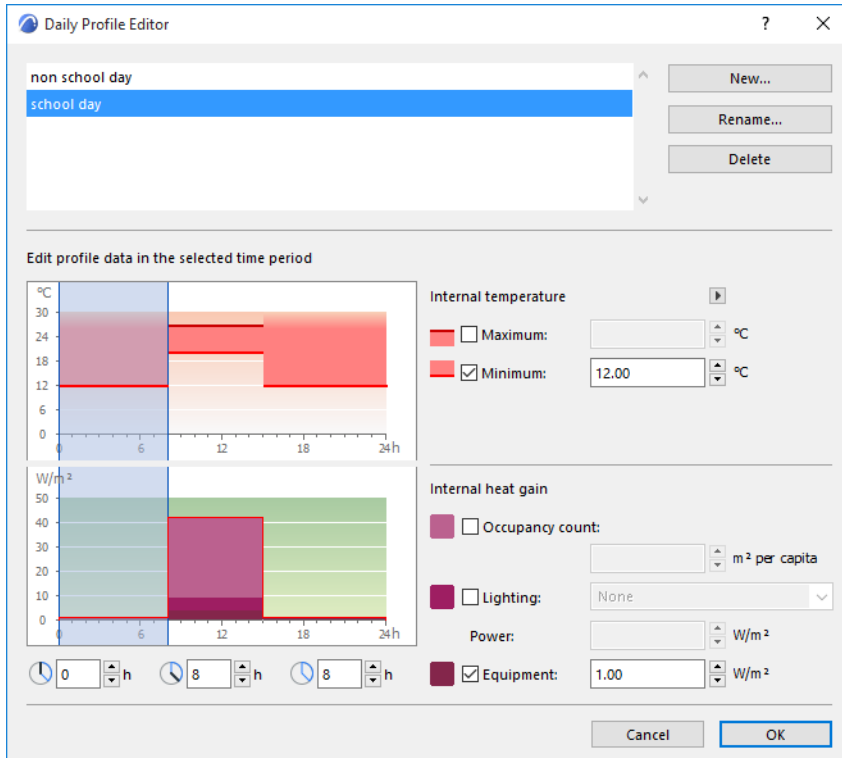 Daily Profile Editor ?
non school day
school day
New...
Rename...
Delete
Edit profile data in the selected time period
°C
30
24
18
12
6
0
0 6 12 18 24 h
W/m²
50
40
30
20
10
0
0 6 12 18 24 h
0 h 8 h 8 h
Internal temperature
Maximum: °C
Minimum: 12.00 °C
Internal heat gain
Occupancy count:
m² per capita
Lighting: None
Power: W/m²
Equipment: 1.00 W/m²
Cancel OK